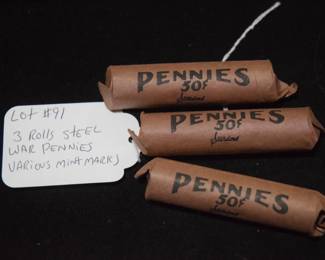 LOT #91
3 ROLLS STEEL
WAR PENNIES
VARIOUS MINT MARKS
PENNIES
50¢
PENNIES
50¢
PENNIES
50¢